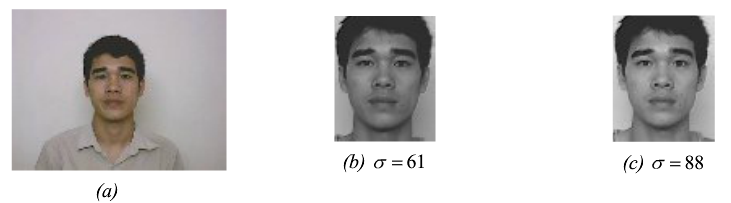 (a)
(b) σ = 61
(c) σ = 88